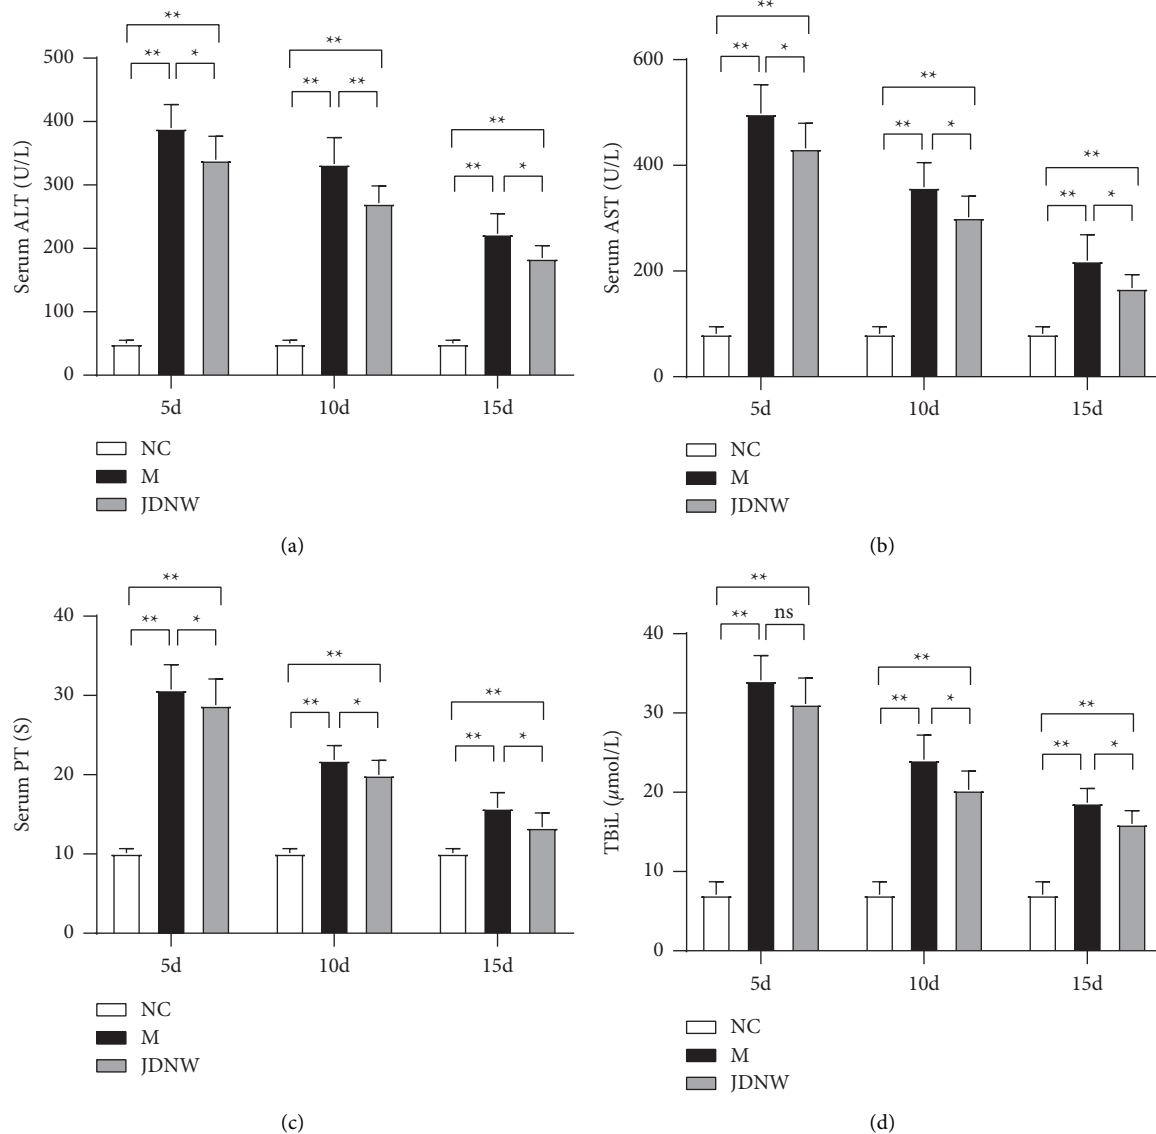 **
**
**
**
**
*
**
**
**
**
*
500
400
300
200
100
0
Serum ALT (U/L)
5d
10d
15d
NC
M
JDNW
(a)
**
**
*
**
**
*
**
**
*
600
400
200
0
Serum AST (U/L)
5d
10d
15d
NC
M
JDNW
(b)
**
**
*
**
**
*
**
**
*
40
30
20
10
0
Serum PT (S)
5d
10d
15d
NC
M
JDNW
(c)
**
**
ns
**
**
*
**
**
*
40
30
20
10
0
TBiL (µmol/L)
5d
10d
15d
NC
M
JDNW
(d)